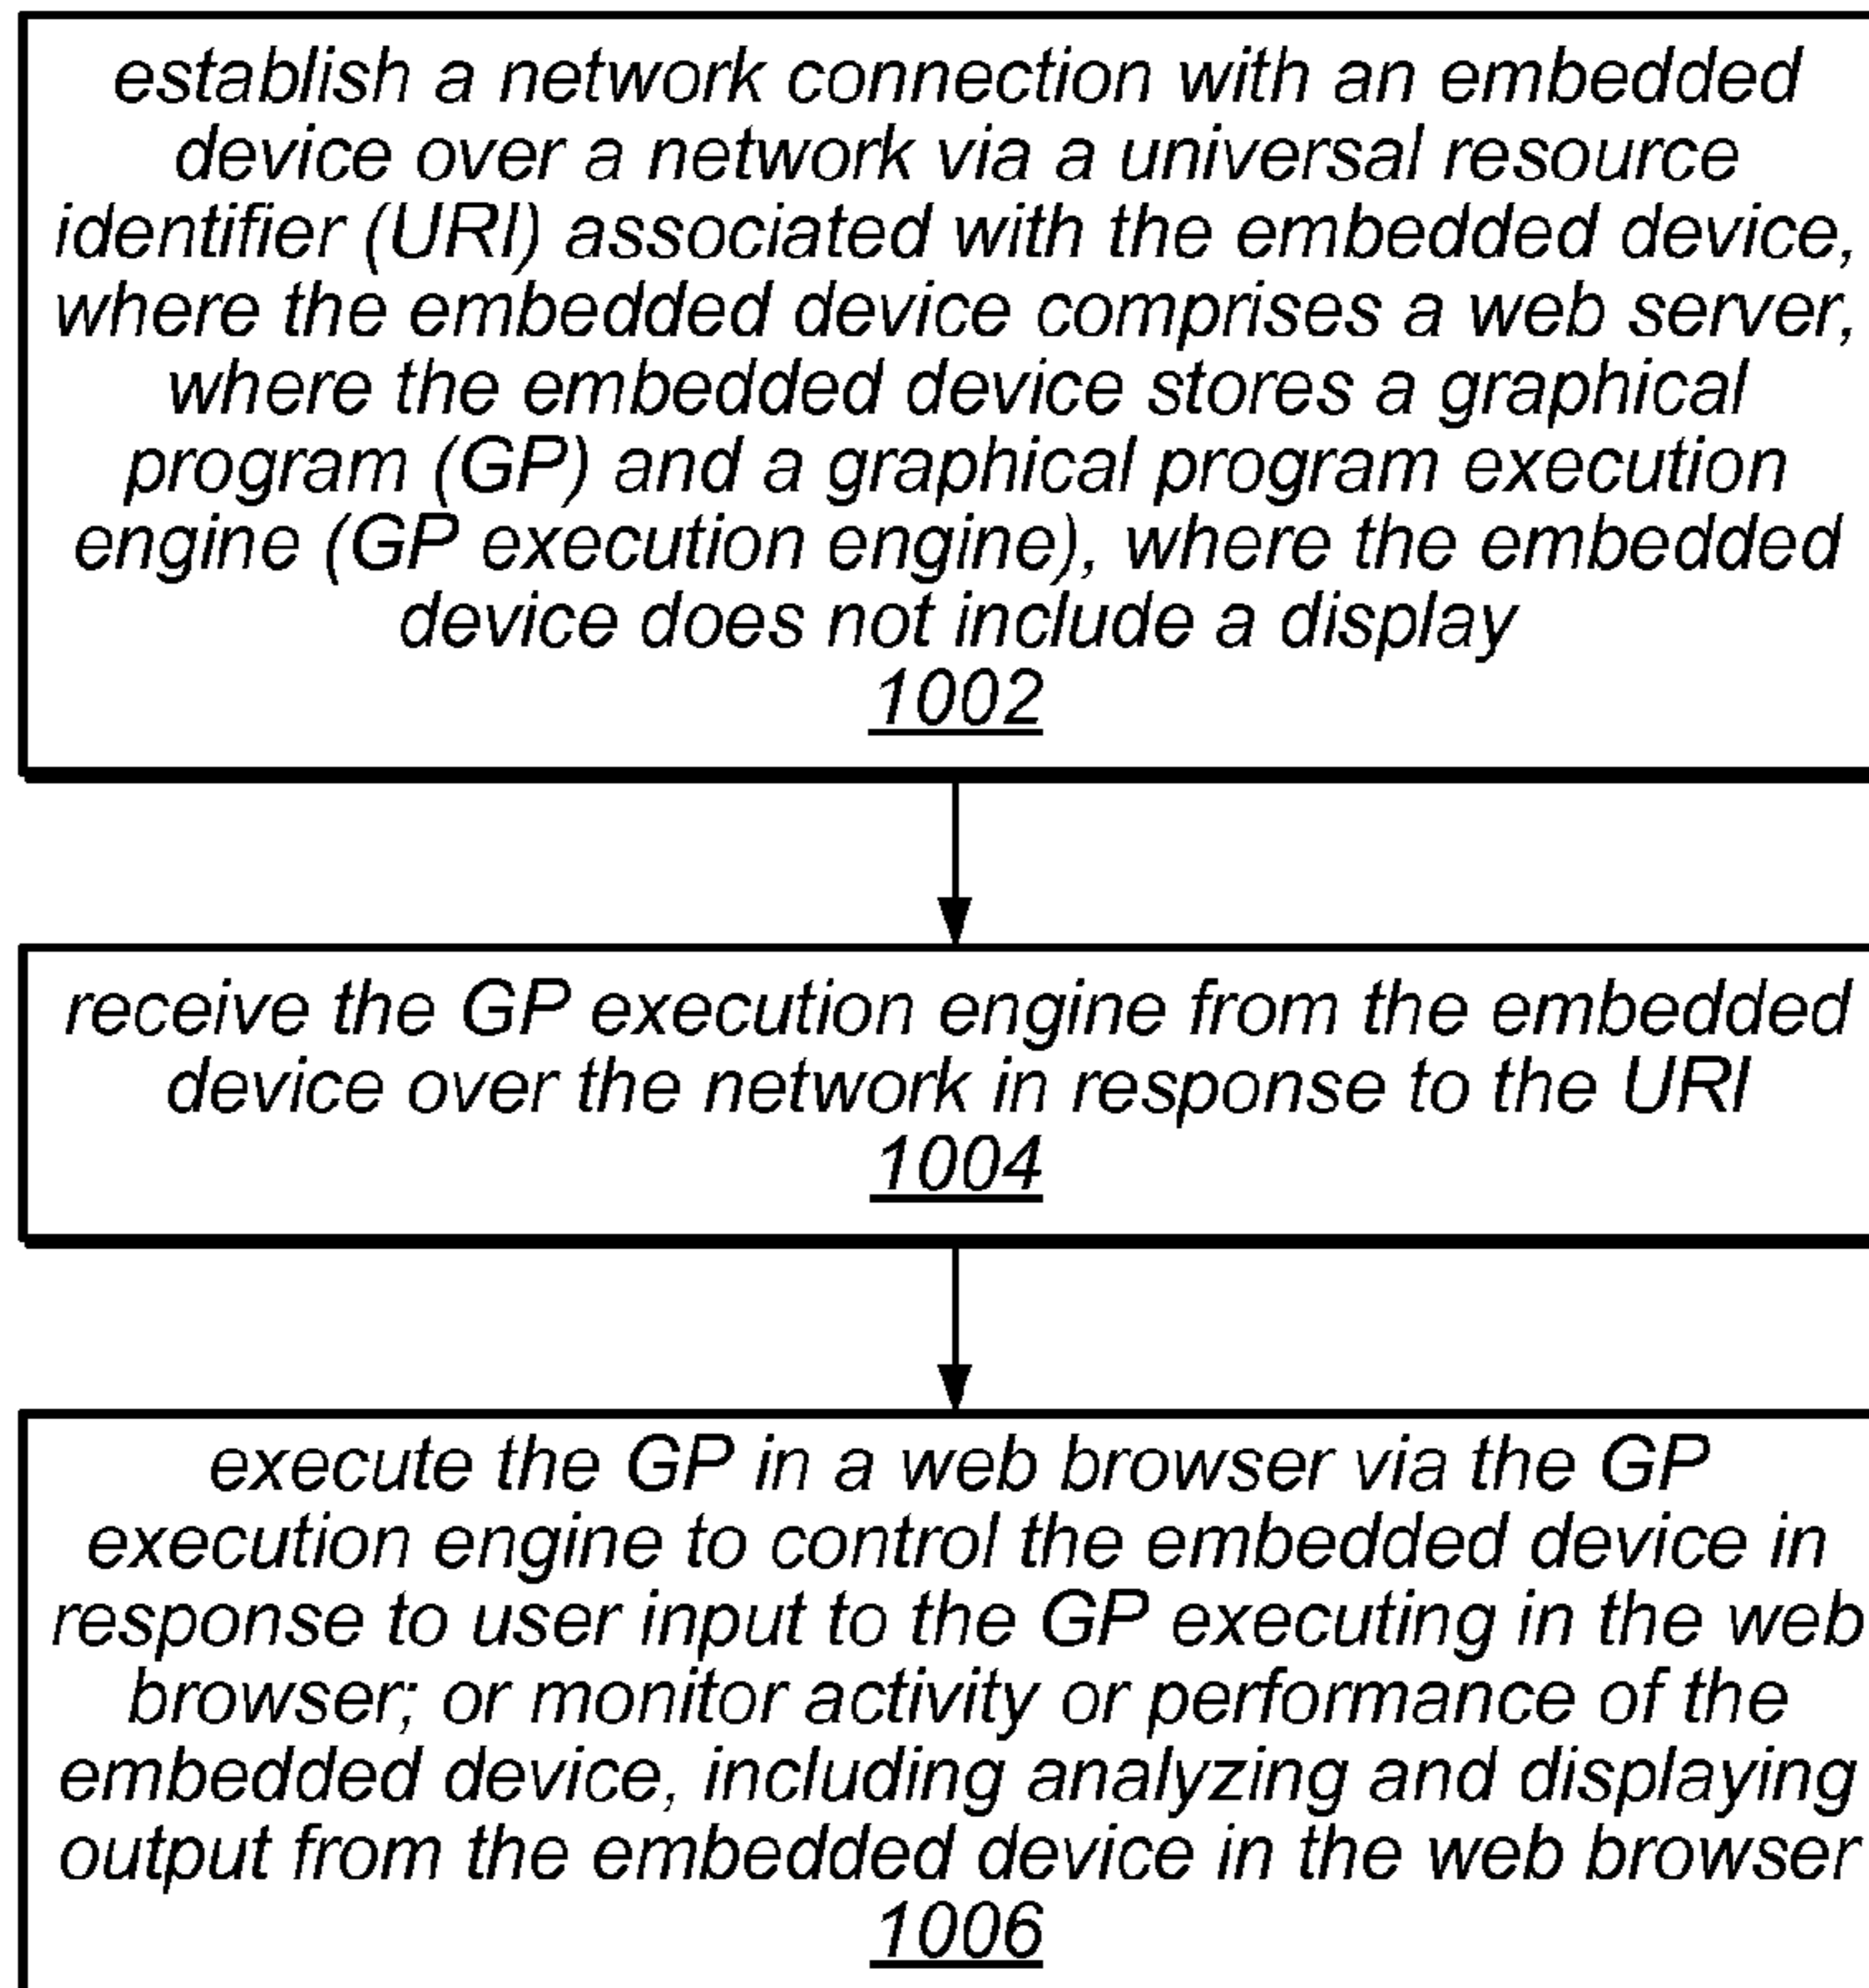 establish a network connection with an embedded
device over a network via a universal resource
identifier (URI) associated with the embedded device,
where the embedded device comprises a web server,
where the embedded device stores a graphical
program (GP) and a graphical program execution
engine (GP execution engine), where the embedded
device does not include a display
1002
receive the GP execution engine from the embedded
device over the network in response to the URI
1004
execute the GP in a web browser via the GP
execution engine to control the embedded device in
response to user input to the GP executing in the web
browser; or monitor activity or performance of the
embedded device, including analyzing and displaying
output from the embedded device in the web browser
1006